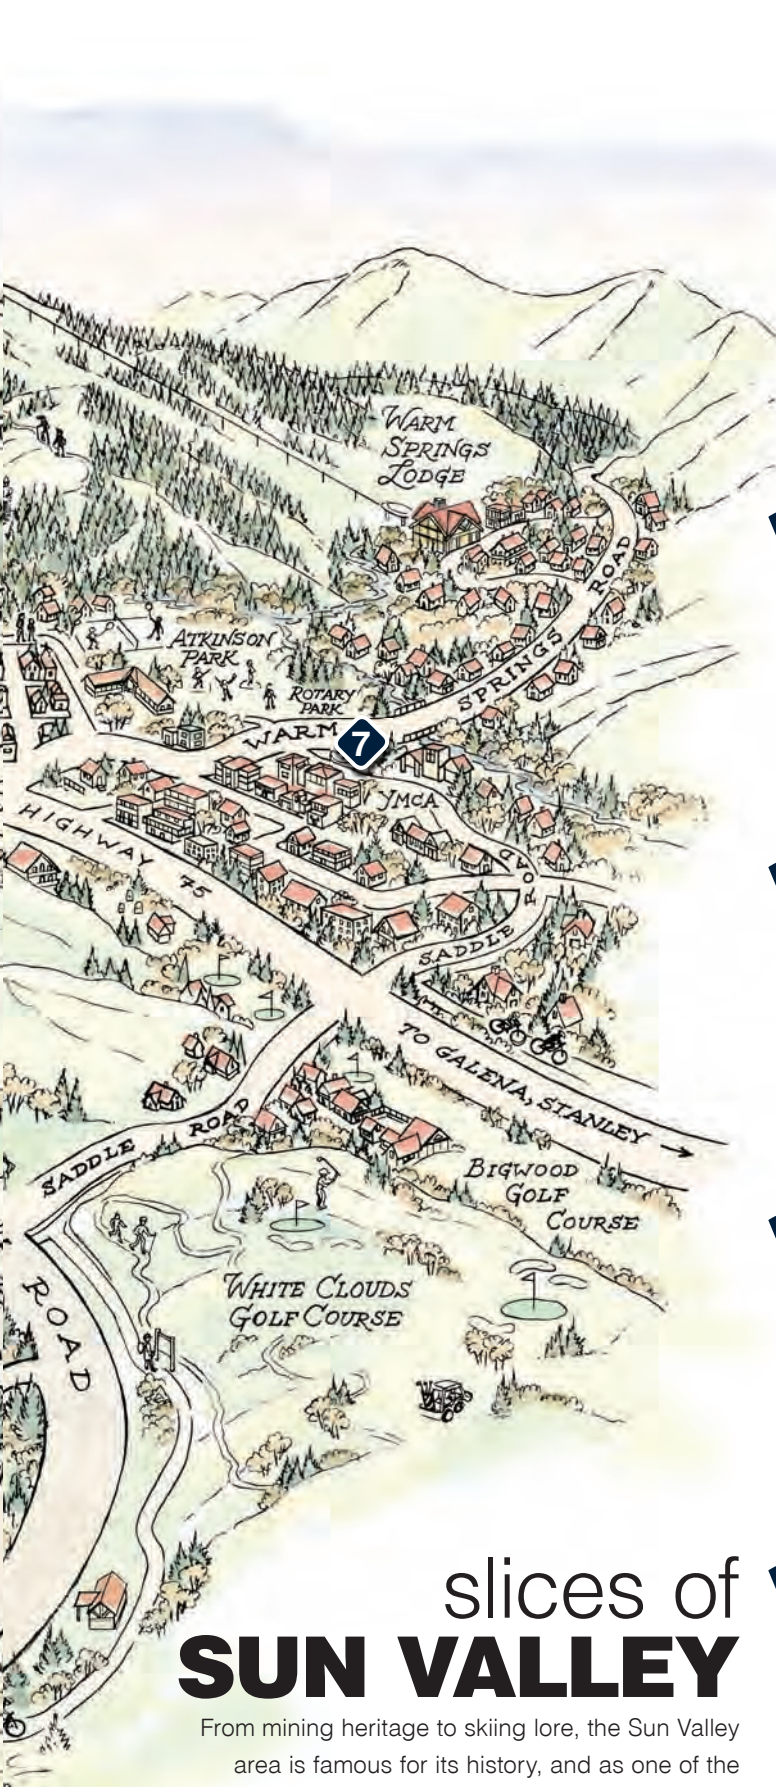 WARM
SPRINGS
LODGE
ROAD
SPRINGS
ATKINSON
PARK
ROTARY
PARK
WARM
7
YMCA
HIGHWAY 75
ROAD
SADDLE
TO GALENA, STANLEY
SADDLE ROAD
BIGWOOD
GOLF
COURSE
WHITE CLOUDS
GOLF COURSE
ROAD
slices of
SUN VALLEY
From mining heritage to skiing lore, the Sun Valley
area is famous for its history, and as one of the